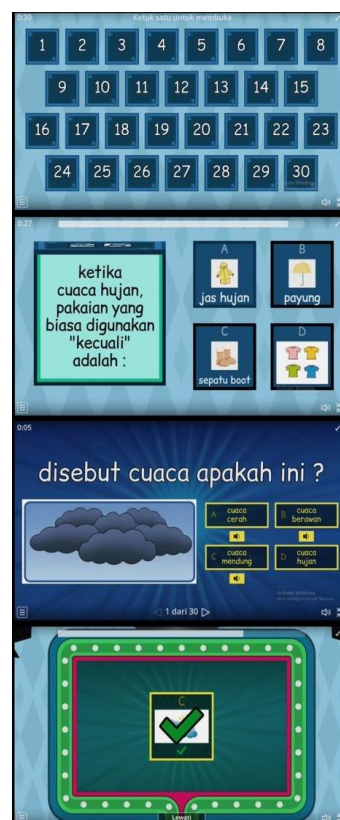 0:30
Ketuk satu untuk membuka
1 2 3 4 5 6 7 8
9 10 11 12 13 14 15
16 17 18 19 20 21 22 23
24 25 26 27 28 29 30
0:27
ketika
cuaca hujan,
pakaian yang
biasa digunakan
"kecuali"
adalah :
A
jas hujan
B
payung
C
sepatu boot
D
0:05
disebut cuaca apakah ini ?
A cuaca
cerah
B cuaca
berawan
C cuaca
mendung
D cuaca
hujan
Activate Windows
1 dari 30
C
Lewati